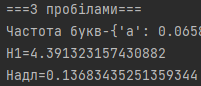 ===З пробілами===
Частота букв-{'а': 0.0658
H1=4.391323157430882
Надл=0.13683435251359344